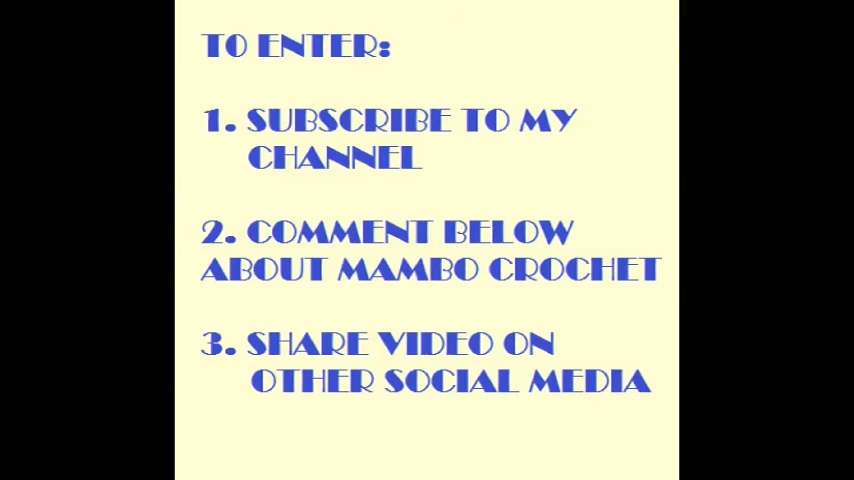 TO ENTER:
1. SUBSCRIBE TO MY
CHANNEL
2. COMMENT BELOW
ABOUT MAMBO CROCHET
3. SHARE VIDEO ON
OTHER SOCIAL MEDIA